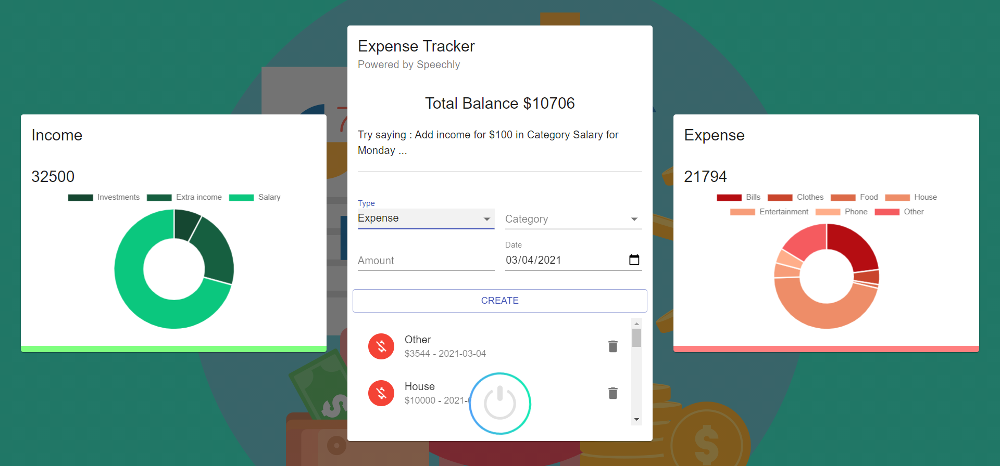 Expense Tracker
Powered by Speechly
Total Balance $10706
Try saying : Add income for $100 in Category Salary for
Monday ...
Income
32500
Investments Extra income Salary
Type
Expense
Category
Amount
Date
03/04/2021
CREATE
Other
$3544 - 2021-03-04
House
$10000 - 2021-
Expense
21794
Bills Clothes Food House
Entertainment Phone Other